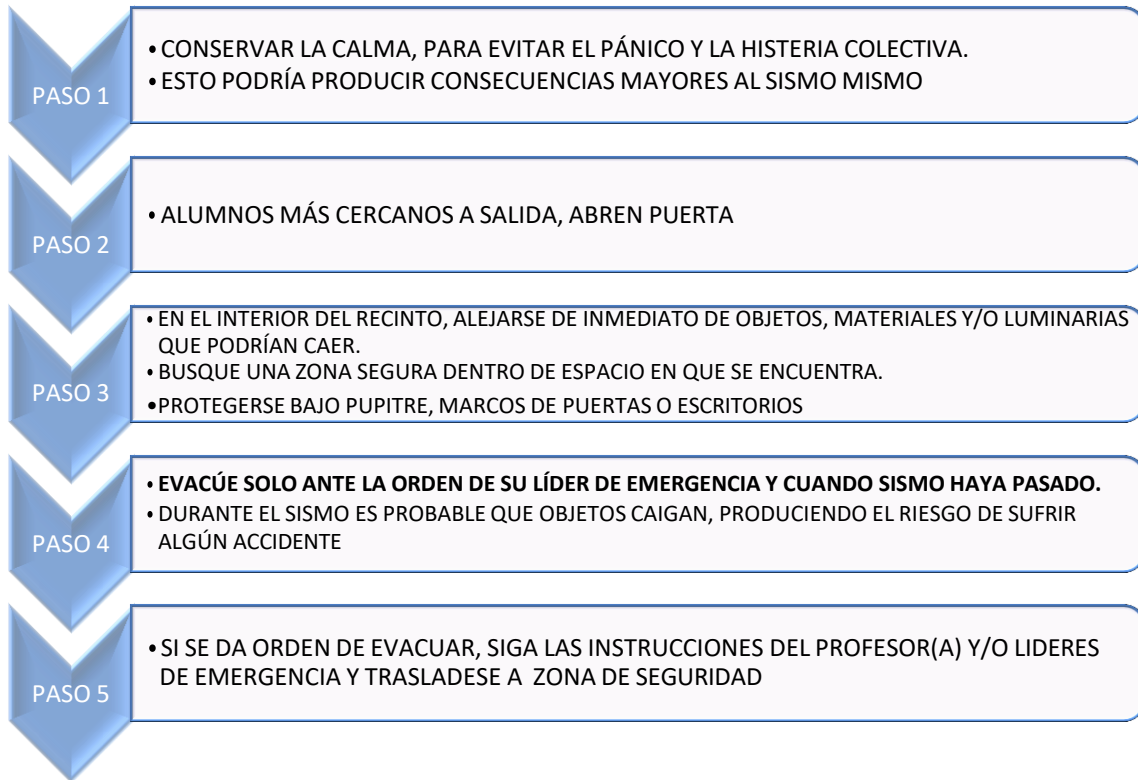 PASO 1
• CONSERVAR LA CALMA, PARA EVITAR EL PÁNICO Y LA HISTERIA COLECTIVA.
• ESTO PODRÍA PRODUCIR CONSECUENCIAS MAYORES AL SISMO MISMO
PASO 2
• ALUMNOS MÁS CERCANOS A SALIDA, ABREN PUERTA
PASO 3
• EN EL INTERIOR DEL RECINTO, ALEJARSE DE INMEDIATO DE OBJETOS, MATERIALES Y/O LUMINARIAS
QUE PODRÍAN CAER.
• BUSQUE UNA ZONA SEGURA DENTRO DE ESPACIO EN QUE SE ENCUENTRA.
•PROTEGERSE BAJO PUPITRE, MARCOS DE PUERTAS O ESCRITORIOS
PASO 4
• EVACÚE SOLO ANTE LA ORDEN DE SU LÍDER DE EMERGENCIA Y CUANDO SISMO HAYA PASADO.
• DURANTE EL SISMO ES PROBABLE QUE OBJETOS CAIGAN, PRODUCIENDO EL RIESGO DE SUFRIR
ALGÚN ACCIDENTE
PASO 5
• SI SE DA ORDEN DE EVACUAR, SIGA LAS INSTRUCCIONES DEL PROFESOR(A) Y/O LIDERES
DE EMERGENCIA Y TRASLADESE A ZONA DE SEGURIDAD